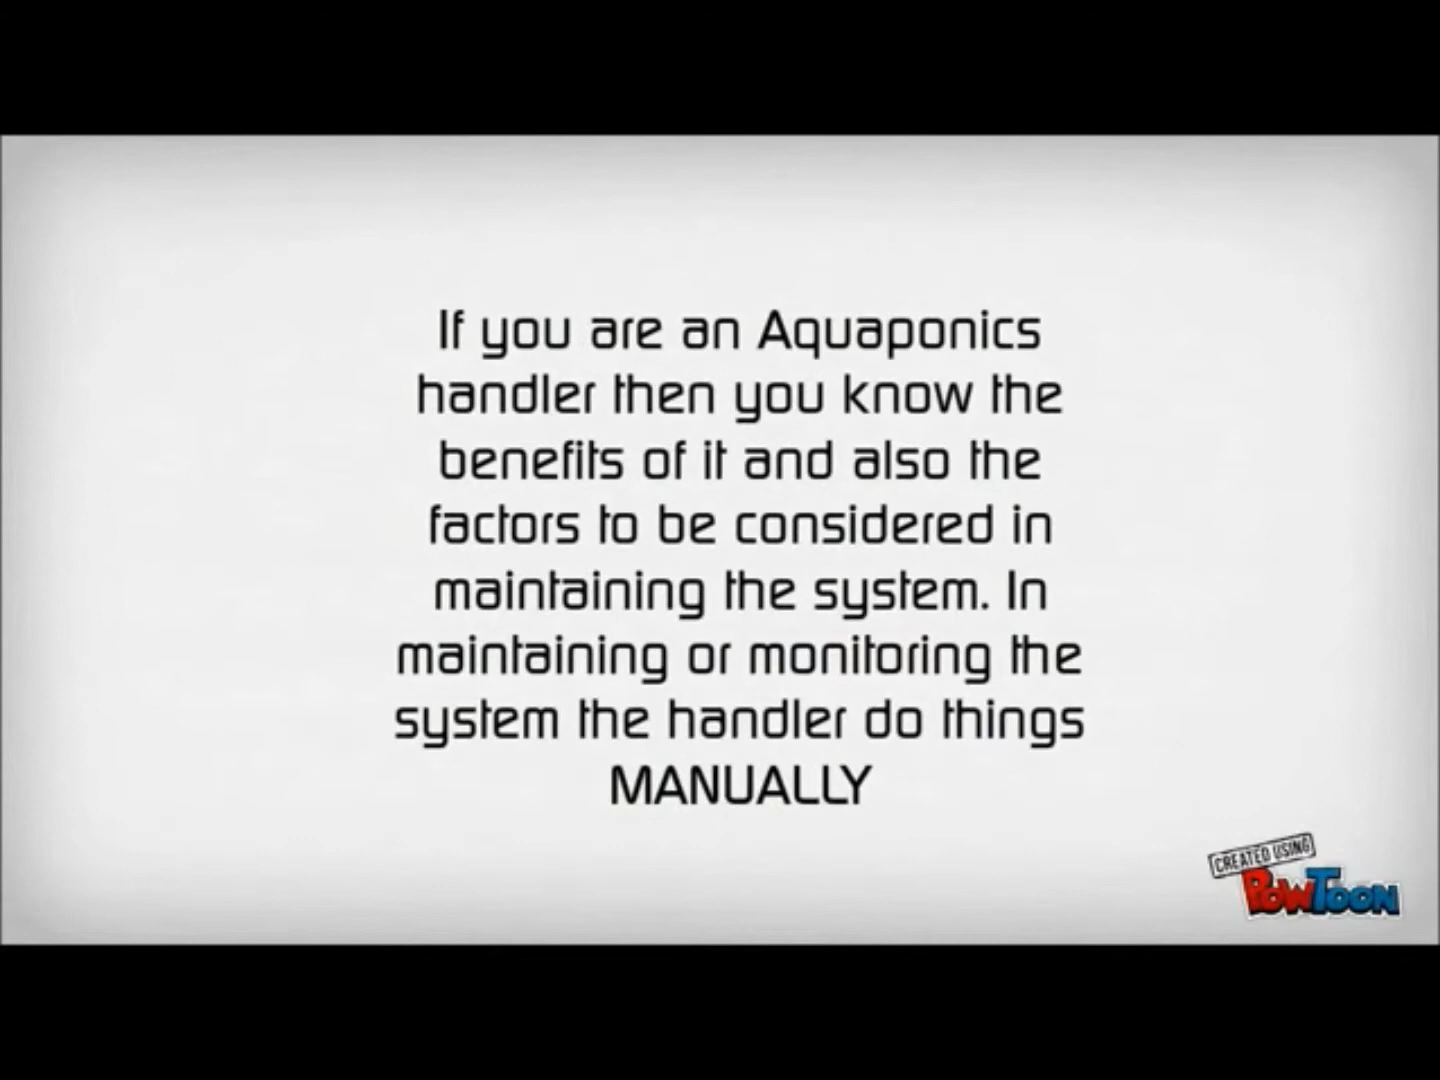 If you are an Aquaponics
handler then you know the
benefits of it and also the
factors to be considered in
maintaining the system. In
maintaining or monitoring the
system the handler do things
MANUALLY
CREATED USING
POWTOON